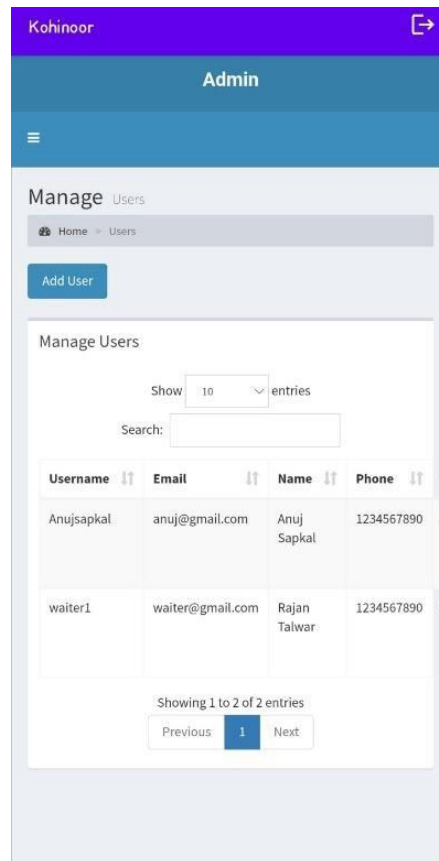 Kohinoor
Admin
Manage Users
Home > Users
Add User
Manage Users
Show 10 entries
Search:
Username Email Name Phone
Anujsapkal anuj@gmail.com Anuj 1234567890
Sapkal
waiter1 waiter@gmail.com Rajan 1234567890
Talwar
Showing 1 to 2 of 2 entries
Previous 1 Next